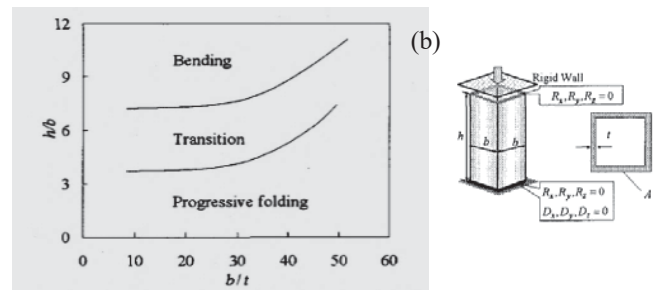 12
9
6
3
0
h/b
Bending
Transition
Progressive folding
0 10 20 30 40 50 60
b/t
(b)
Rigid Wall
Rx, Ry, Rz = 0
h
b
b
t
A
Rx, Ry, Rz = 0
Dx, Dy, Dz = 0